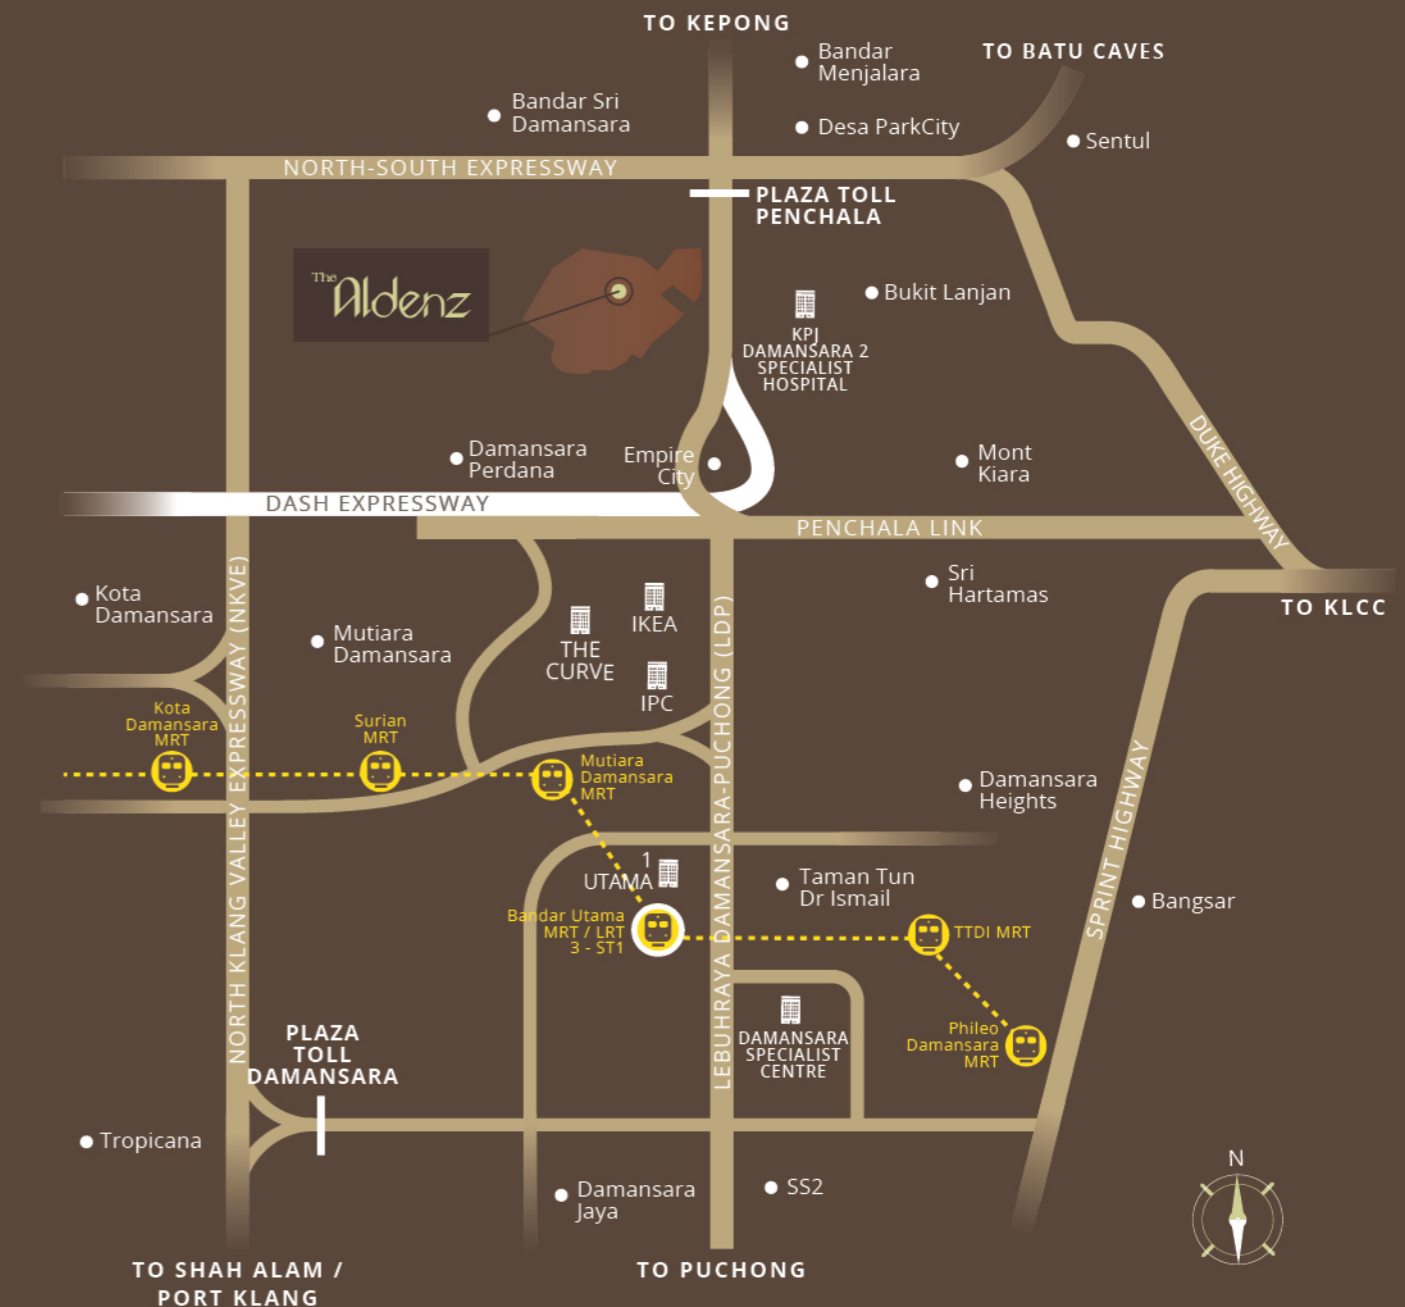 TO KEPONG
Bandar
Menjalara
TO BATU CAVES
Bandar Sri
Damansara
Desa ParkCity
Sentul
NORTH-SOUTH EXPRESSWAY
PLAZA TOLL
PENCHALA
The
Aldenz
Bukit Lanjan
KPJ
DAMANSARA 2
SPECIALIST
HOSPITAL
DUKE HIGHWAY
Damansara
Perdana
Empire
City
Mont
Kiara
DASH EXPRESSWAY
PENCHALA LINK
Kota
Damansara
NORTH KLANG VALLEY EXPRESSWAY (NKVE)
Mutiara
Damansara
THE
CURVE
IKEA
IPC
LEBUHRAYA DAMANSARA-PUCHONG (LDP)
Sri
Hartamas
TO KLCC
Kota
Damansara
MRT
Surian
MRT
Mutiara
Damansara
MRT
Damansara
Heights
SPRINT HIGHWAY
1
UTAMA
Taman Tun
Dr Ismail
Bangsar
Bandar Utama
MRT / LRT
3 - ST1
TTDI MRT
PLAZA
TOLL
DAMANSARA
DAMANSARA
SPECIALIST
CENTRE
Phileo
Damansara
MRT
Tropicana
Damansara
Jaya
SS2
N
TO SHAH ALAM /
PORT KLANG
TO PUCHONG